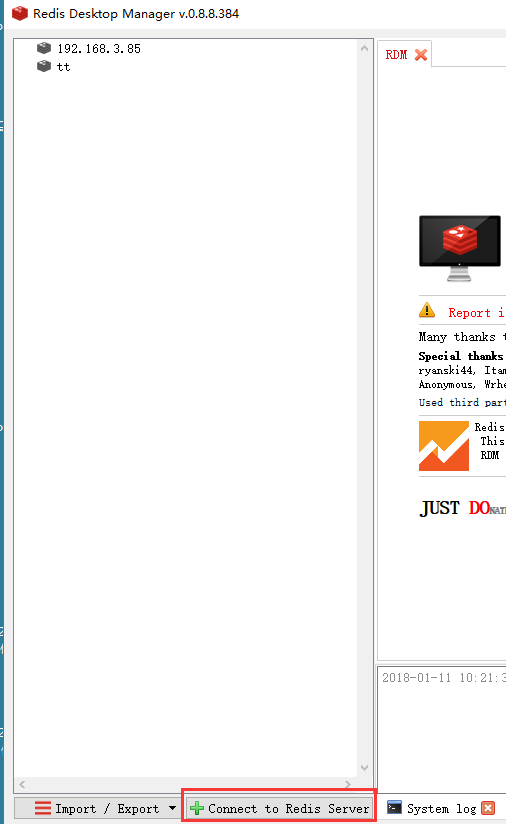 Redis Desktop Manager v.0.8.8.384
192.168.3.85
tt
RDM
Report i
Many thanks t
Special thanks
ryanski44, Itam
Anonymous, Wrhe
Used third part
Redis
This
RDM
JUST DONATE
2018-01-11 10:21:3
Import / Export
Connect to Redis Server
System log